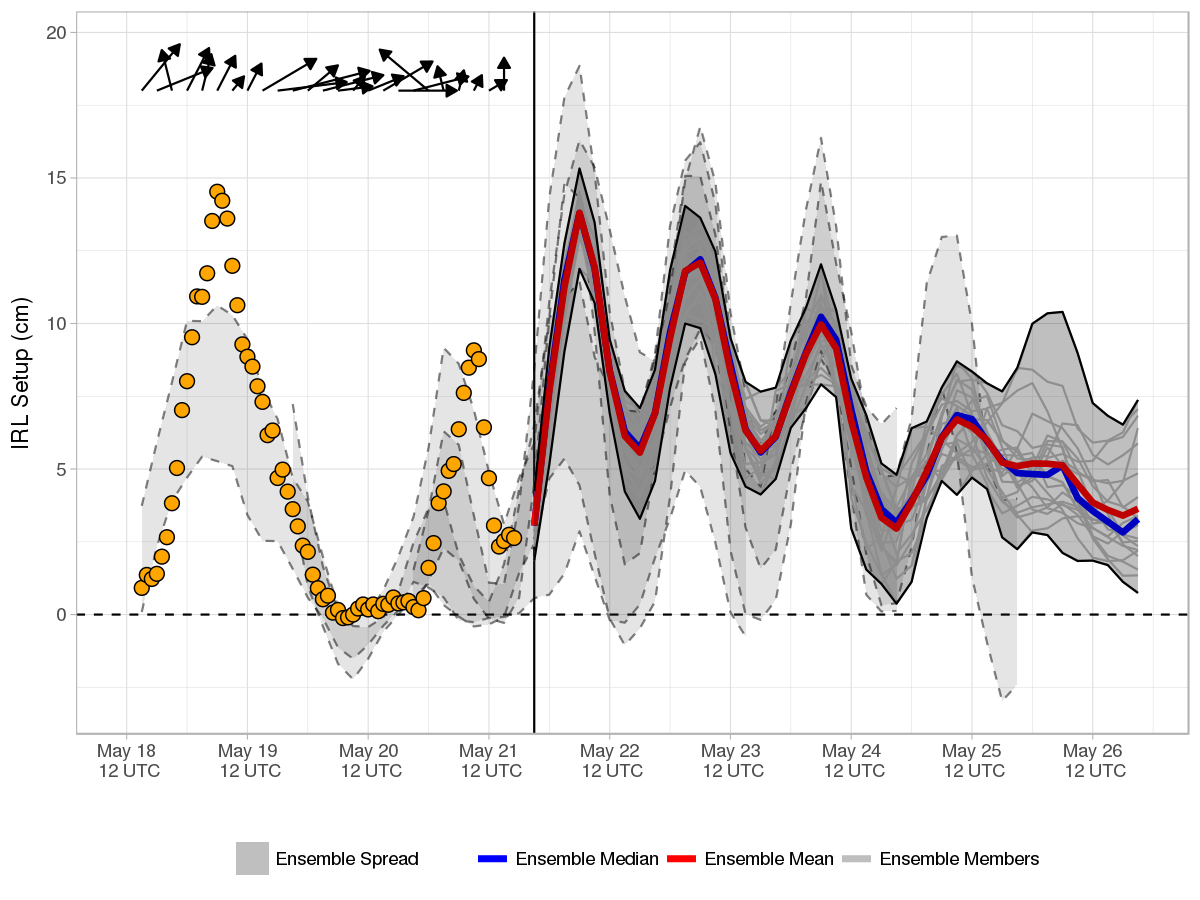 20
15
10
5
0
IRL Setup (cm)
May 18
12 UTC
May 19
12 UTC
May 20
12 UTC
May 21
12 UTC
May 22
12 UTC
May 23
12 UTC
May 24
12 UTC
May 25
12 UTC
May 26
12 UTC
Ensemble Spread
Ensemble Median
Ensemble Mean
Ensemble Members